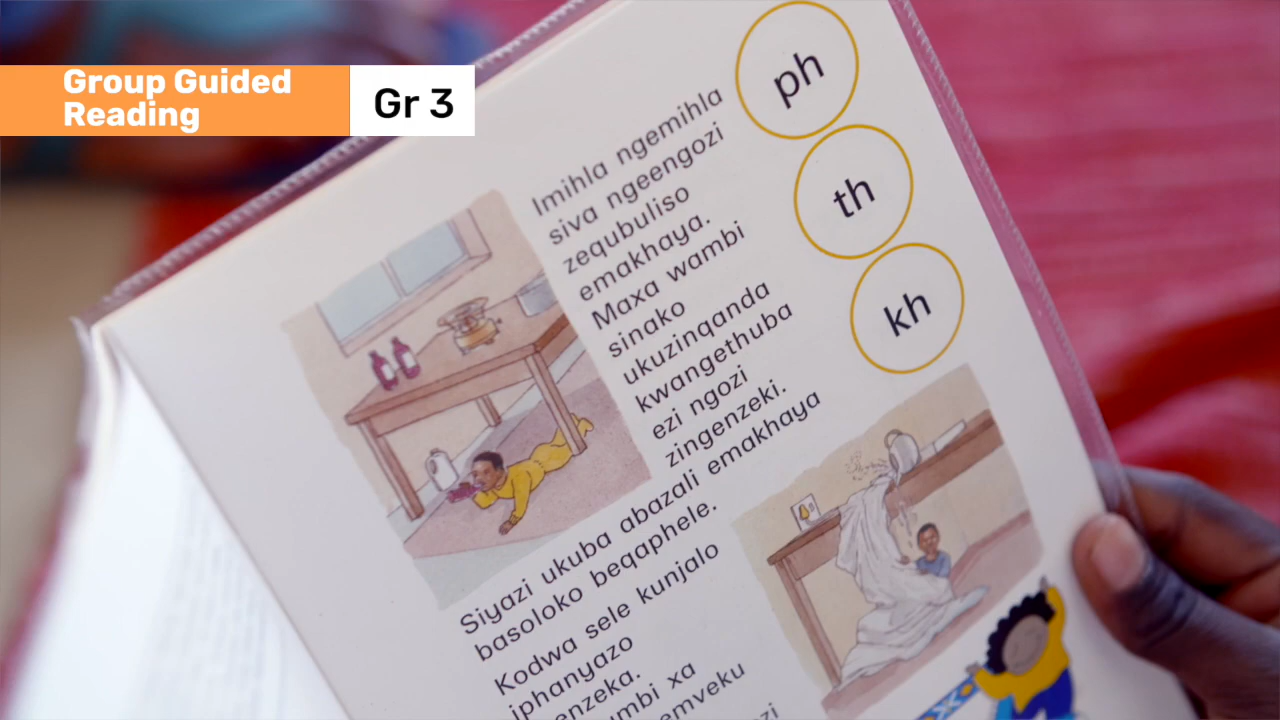 Group Guided
Reading
Gr 3
ph
th
kh
Imihla ngemihla
siva ngeengozi
zequbuliso
emakhaya.
Maxa wambi
sinako
ukuzinqanda
kwangethuba
ezi ngozi
zingenzeki.
Siyazi ukuba abazali emakhaya
basoloko beqaphele.
Kodwa sele kunjalo
iphanyazo
xa